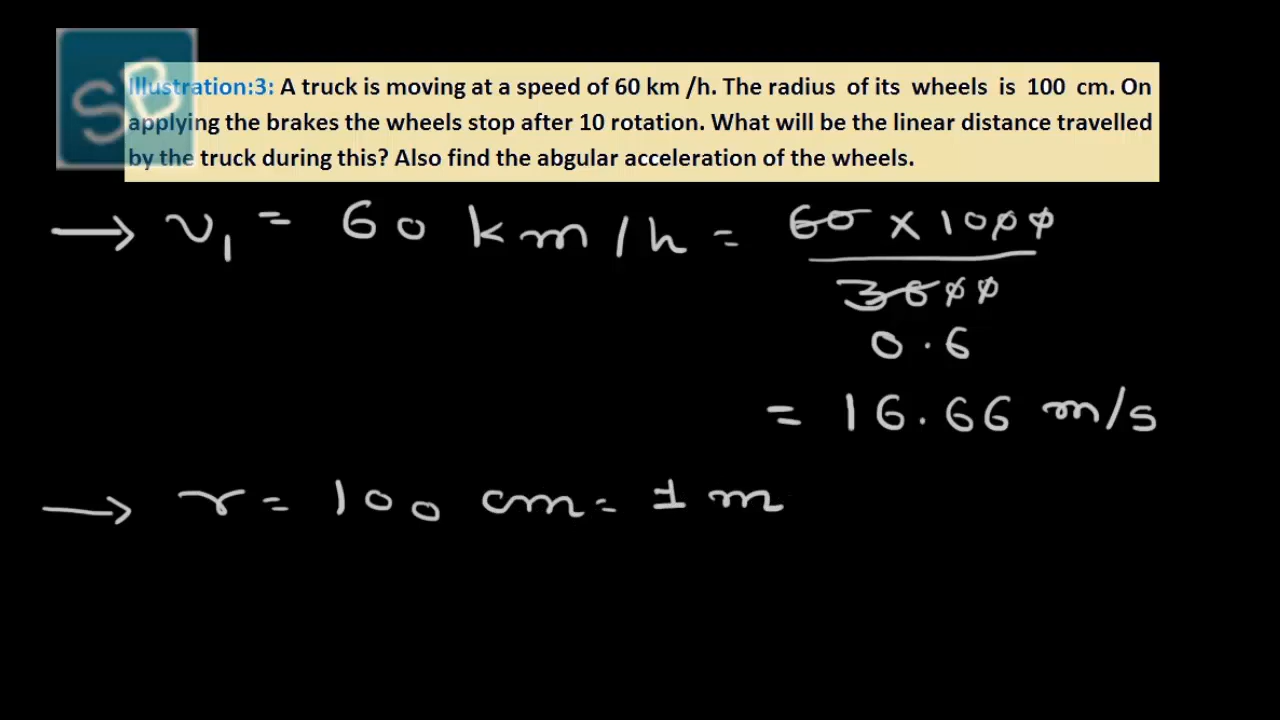 SB
Illustration:3: A truck is moving at a speed of 60 km /h. The radius of its wheels is 100 cm. On
applying the brakes the wheels stop after 10 rotation. What will be the linear distance travelled
by the truck during this? Also find the abgular acceleration of the wheels.
→ v₁ = 60 km/h = 60 × 1000
3600
0.6
= 16.66 m/s
→ r = 100 cm = 1 m